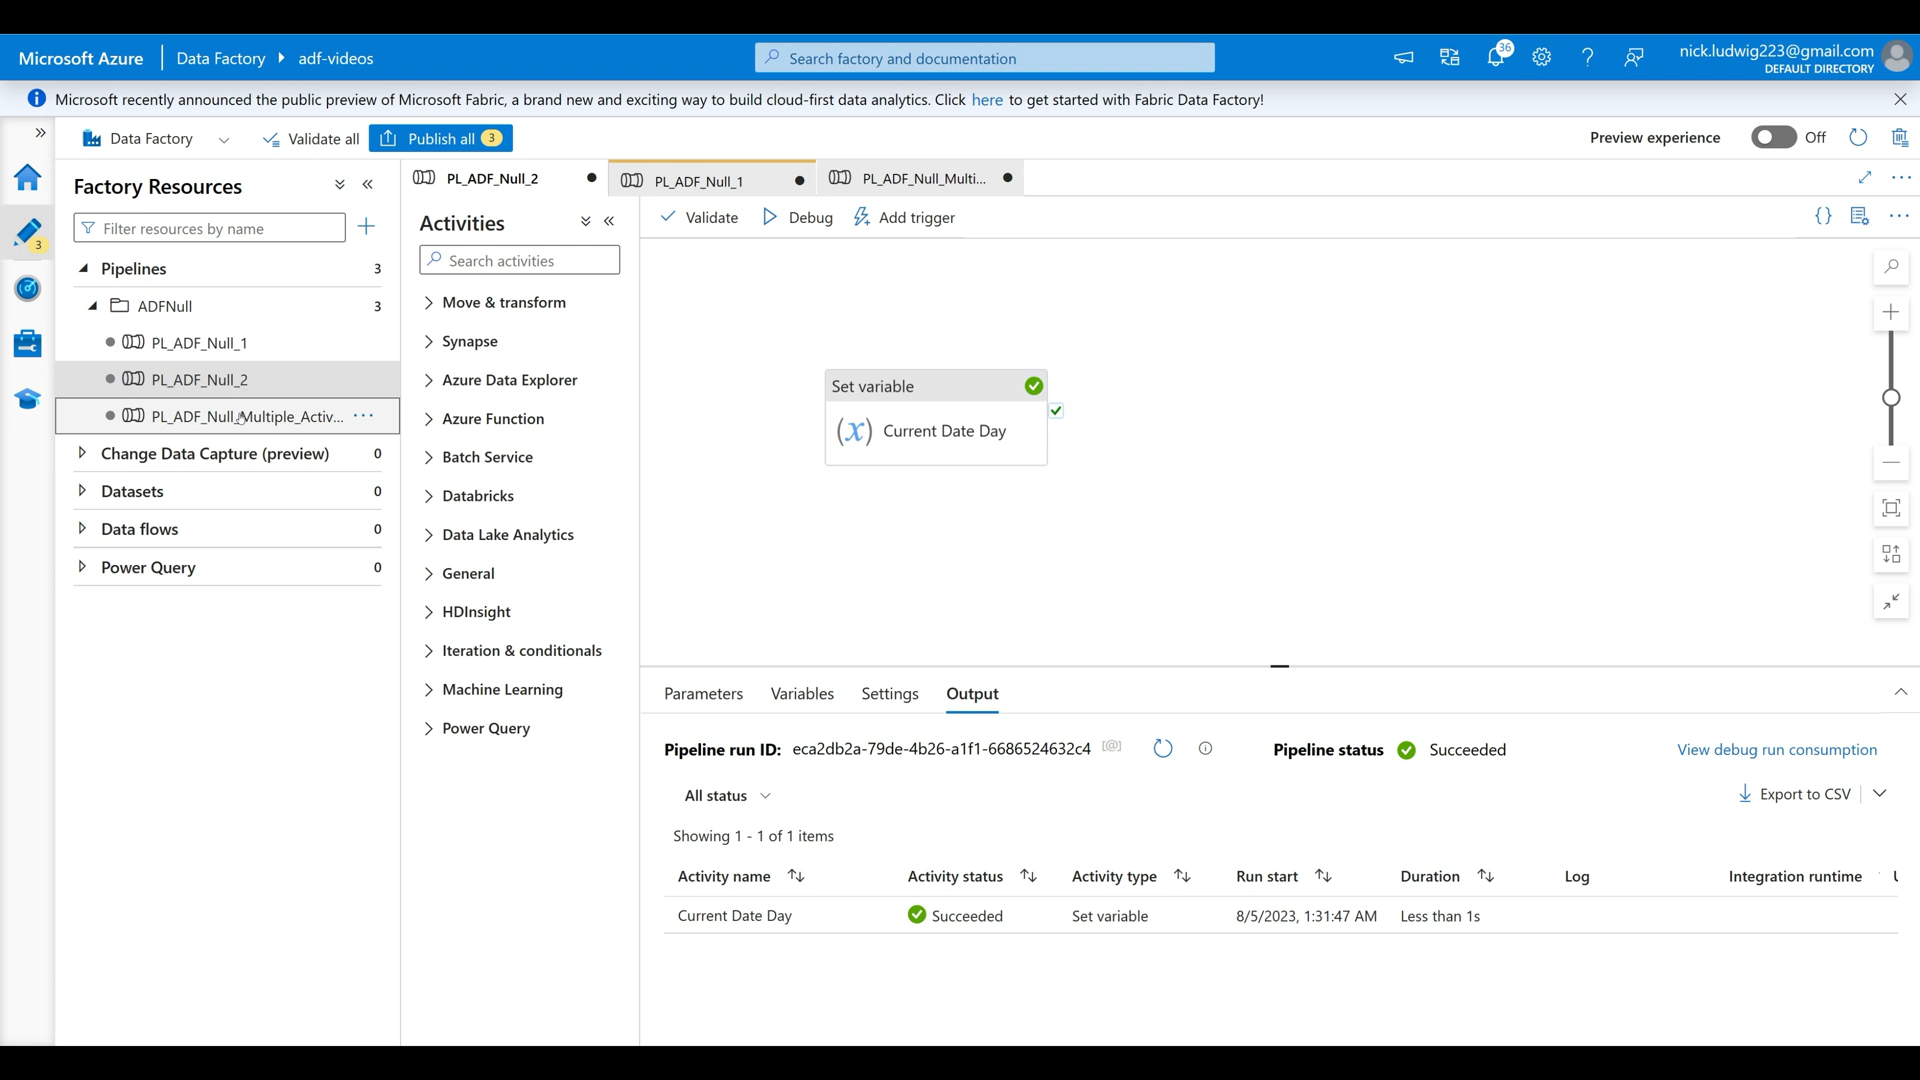 Microsoft Azure
Data Factory
adf-videos
Search factory and documentation
36
nick.ludwig223@gmail.com
DEFAULT DIRECTORY
Microsoft recently announced the public preview of Microsoft Fabric, a brand new and exciting way to build cloud-first data analytics. Click here to get started with Fabric Data Factory!
Data Factory
Validate all
Publish all 3
Preview experience
Off
3
Factory Resources
Filter resources by name
Pipelines 3
ADFNull 3
PL_ADF_Null_1
PL_ADF_Null_2
PL_ADF_Null_Multiple_Activ...
Change Data Capture (preview) 0
Datasets 0
Data flows 0
Power Query 0
PL_ADF_Null_2
PL_ADF_Null_1
PL_ADF_Null_Multi...
Activities
Search activities
Move & transform
Synapse
Azure Data Explorer
Azure Function
Batch Service
Databricks
Data Lake Analytics
General
HDInsight
Iteration & conditionals
Machine Learning
Power Query
Validate
Debug
Add trigger
Set variable
(x) Current Date Day
Parameters
Variables
Settings
Output
Pipeline run ID: eca2db2a-79de-4b26-a1f1-6686524632c4 [@]
Pipeline status Succeeded
View debug run consumption
All status
Export to CSV
Showing 1 - 1 of 1 items
Activity name Activity status Activity type Run start Duration Log Integration runtime
Current Date Day Succeeded Set variable 8/5/2023, 1:31:47 AM Less than 1s